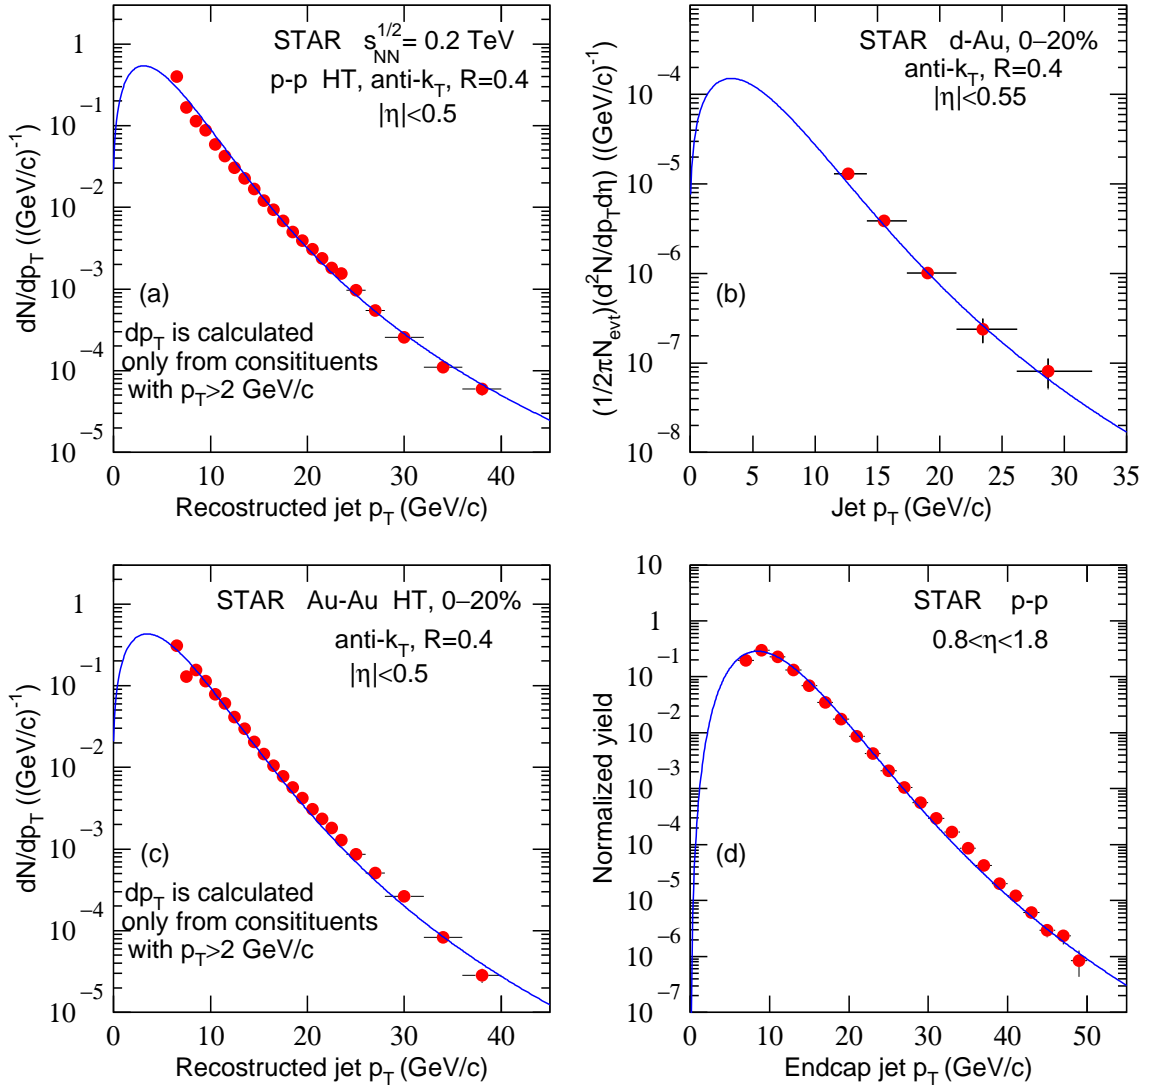 STAR s_NN^1/2 = 0.2 TeV
p-p HT, anti-k_T, R=0.4
|η|<0.5
(a)
dp_T is calculated
only from consitituents
with p_T>2 GeV/c
dN/dp_T ((GeV/c)^-1)
1
10^-1
10^-2
10^-3
10^-4
10^-5
0 10 20 30 40
Recostructed jet p_T (GeV/c)
STAR d-Au, 0−20%
anti-k_T, R=0.4
|η|<0.55
(b)
(1/2πN_evt)(d^2N/dp_Tdη) ((GeV/c)^-1)
10^-4
10^-5
10^-6
10^-7
10^-8
0 5 10 15 20 25 30 35
Jet p_T (GeV/c)
STAR Au-Au HT, 0−20%
anti-k_T, R=0.4
|η|<0.5
(c)
dp_T is calculated
only from consitituents
with p_T>2 GeV/c
dN/dp_T ((GeV/c)^-1)
1
10^-1
10^-2
10^-3
10^-4
10^-5
0 10 20 30 40
Recostructed jet p_T (GeV/c)
STAR p-p
0.8<η<1.8
(d)
Normalized yield
10
1
10^-1
10^-2
10^-3
10^-4
10^-5
10^-6
10^-7
0 10 20 30 40 50
Endcap jet p_T (GeV/c)